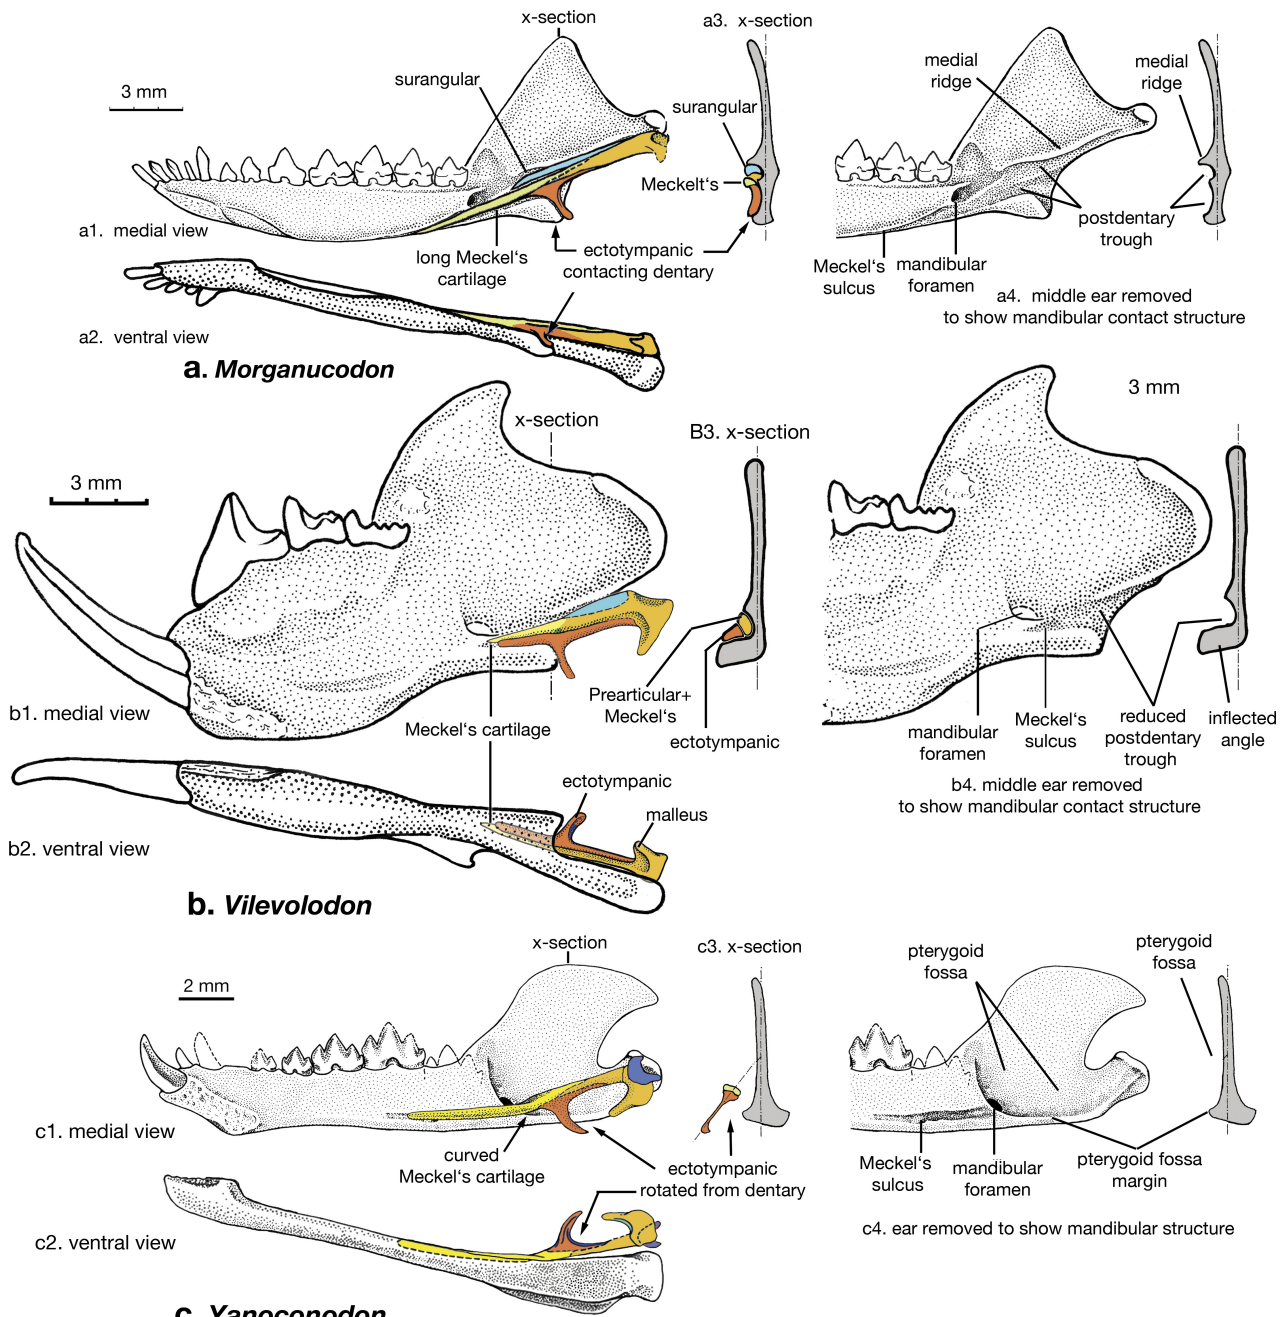 x-section
a3. x-section
3 mm
surangular
medial
ridge
medial
ridge
surangular
Meckelt‘s
a1. medial view
long Meckel‘s
cartilage
ectotympanic
contacting dentary
postdentary
trough
Meckel‘s
sulcus
mandibular
foramen
a4. middle ear removed
to show mandibular contact structure
a2. ventral view
a. Morganucodon
3 mm
x-section
B3. x-section
3 mm
b1. medial view
Meckel‘s cartilage
Prearticular+
Meckel‘s
ectotympanic
mandibular
foramen
Meckel‘s
sulcus
reduced
postdentary
trough
inflected
angle
b4. middle ear removed
to show mandibular contact structure
ectotympanic
malleus
b2. ventral view
b. Vilevolodon
x-section
c3. x-section
pterygoid
fossa
pterygoid
fossa
2 mm
c1. medial view
curved
Meckel‘s cartilage
ectotympanic
rotated from dentary
Meckel‘s
sulcus
mandibular
foramen
pterygoid fossa
margin
c4. ear removed to show mandibular structure
c2. ventral view
c. Yanoconodon